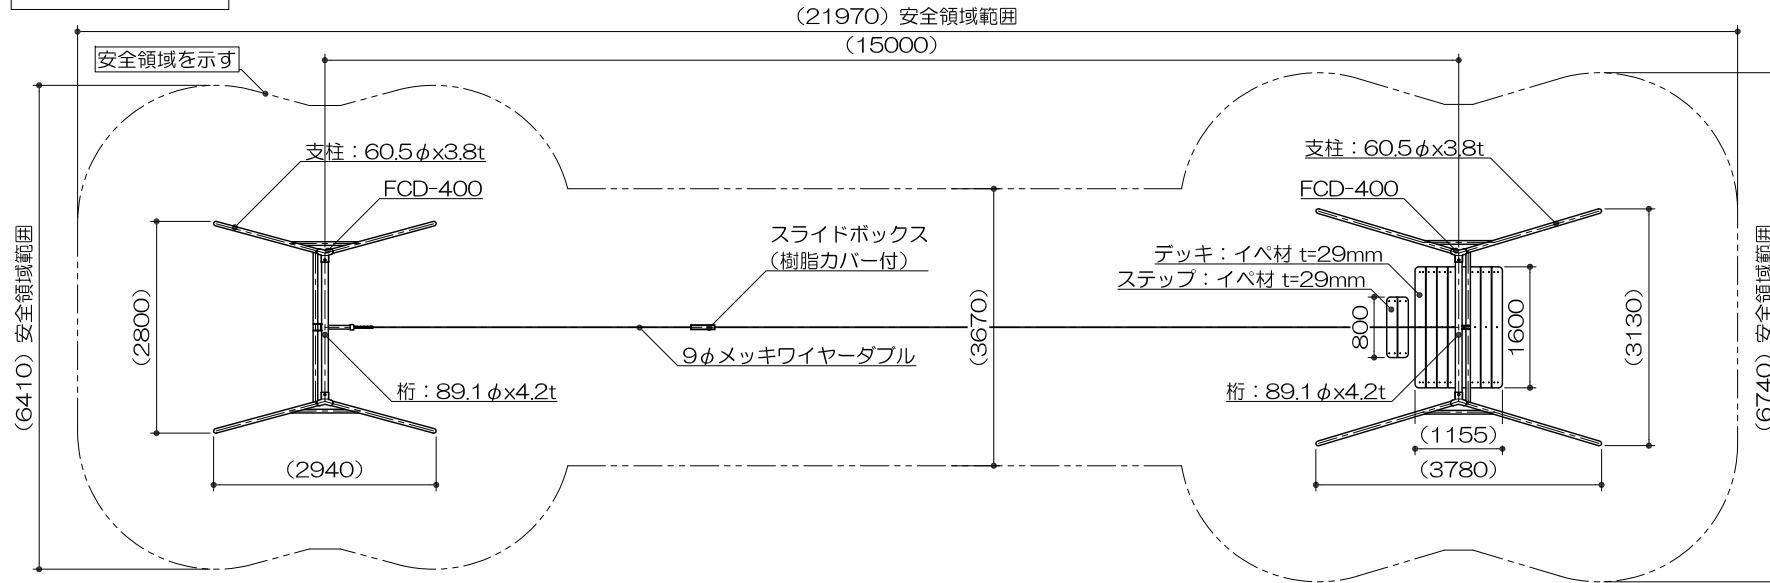 (21970) 安全領域範囲
(15000)
安全領域を示す
支柱：60.5φx3.8t
FCD-400
支柱：60.5φx3.8t
FCD-400
スライドボックス
(樹脂カバー付)
デッキ：イペ材 t=29mm
ステップ：イペ材 t=29mm
(6410) 安全領域範囲
(2800)
(3670)
800
1600
(3130)
(6740) 安全領域範囲
9φメッキワイヤーダブル
桁：89.1φx4.2t
桁：89.1φx4.2t
(2940)
(1155)
(3780)